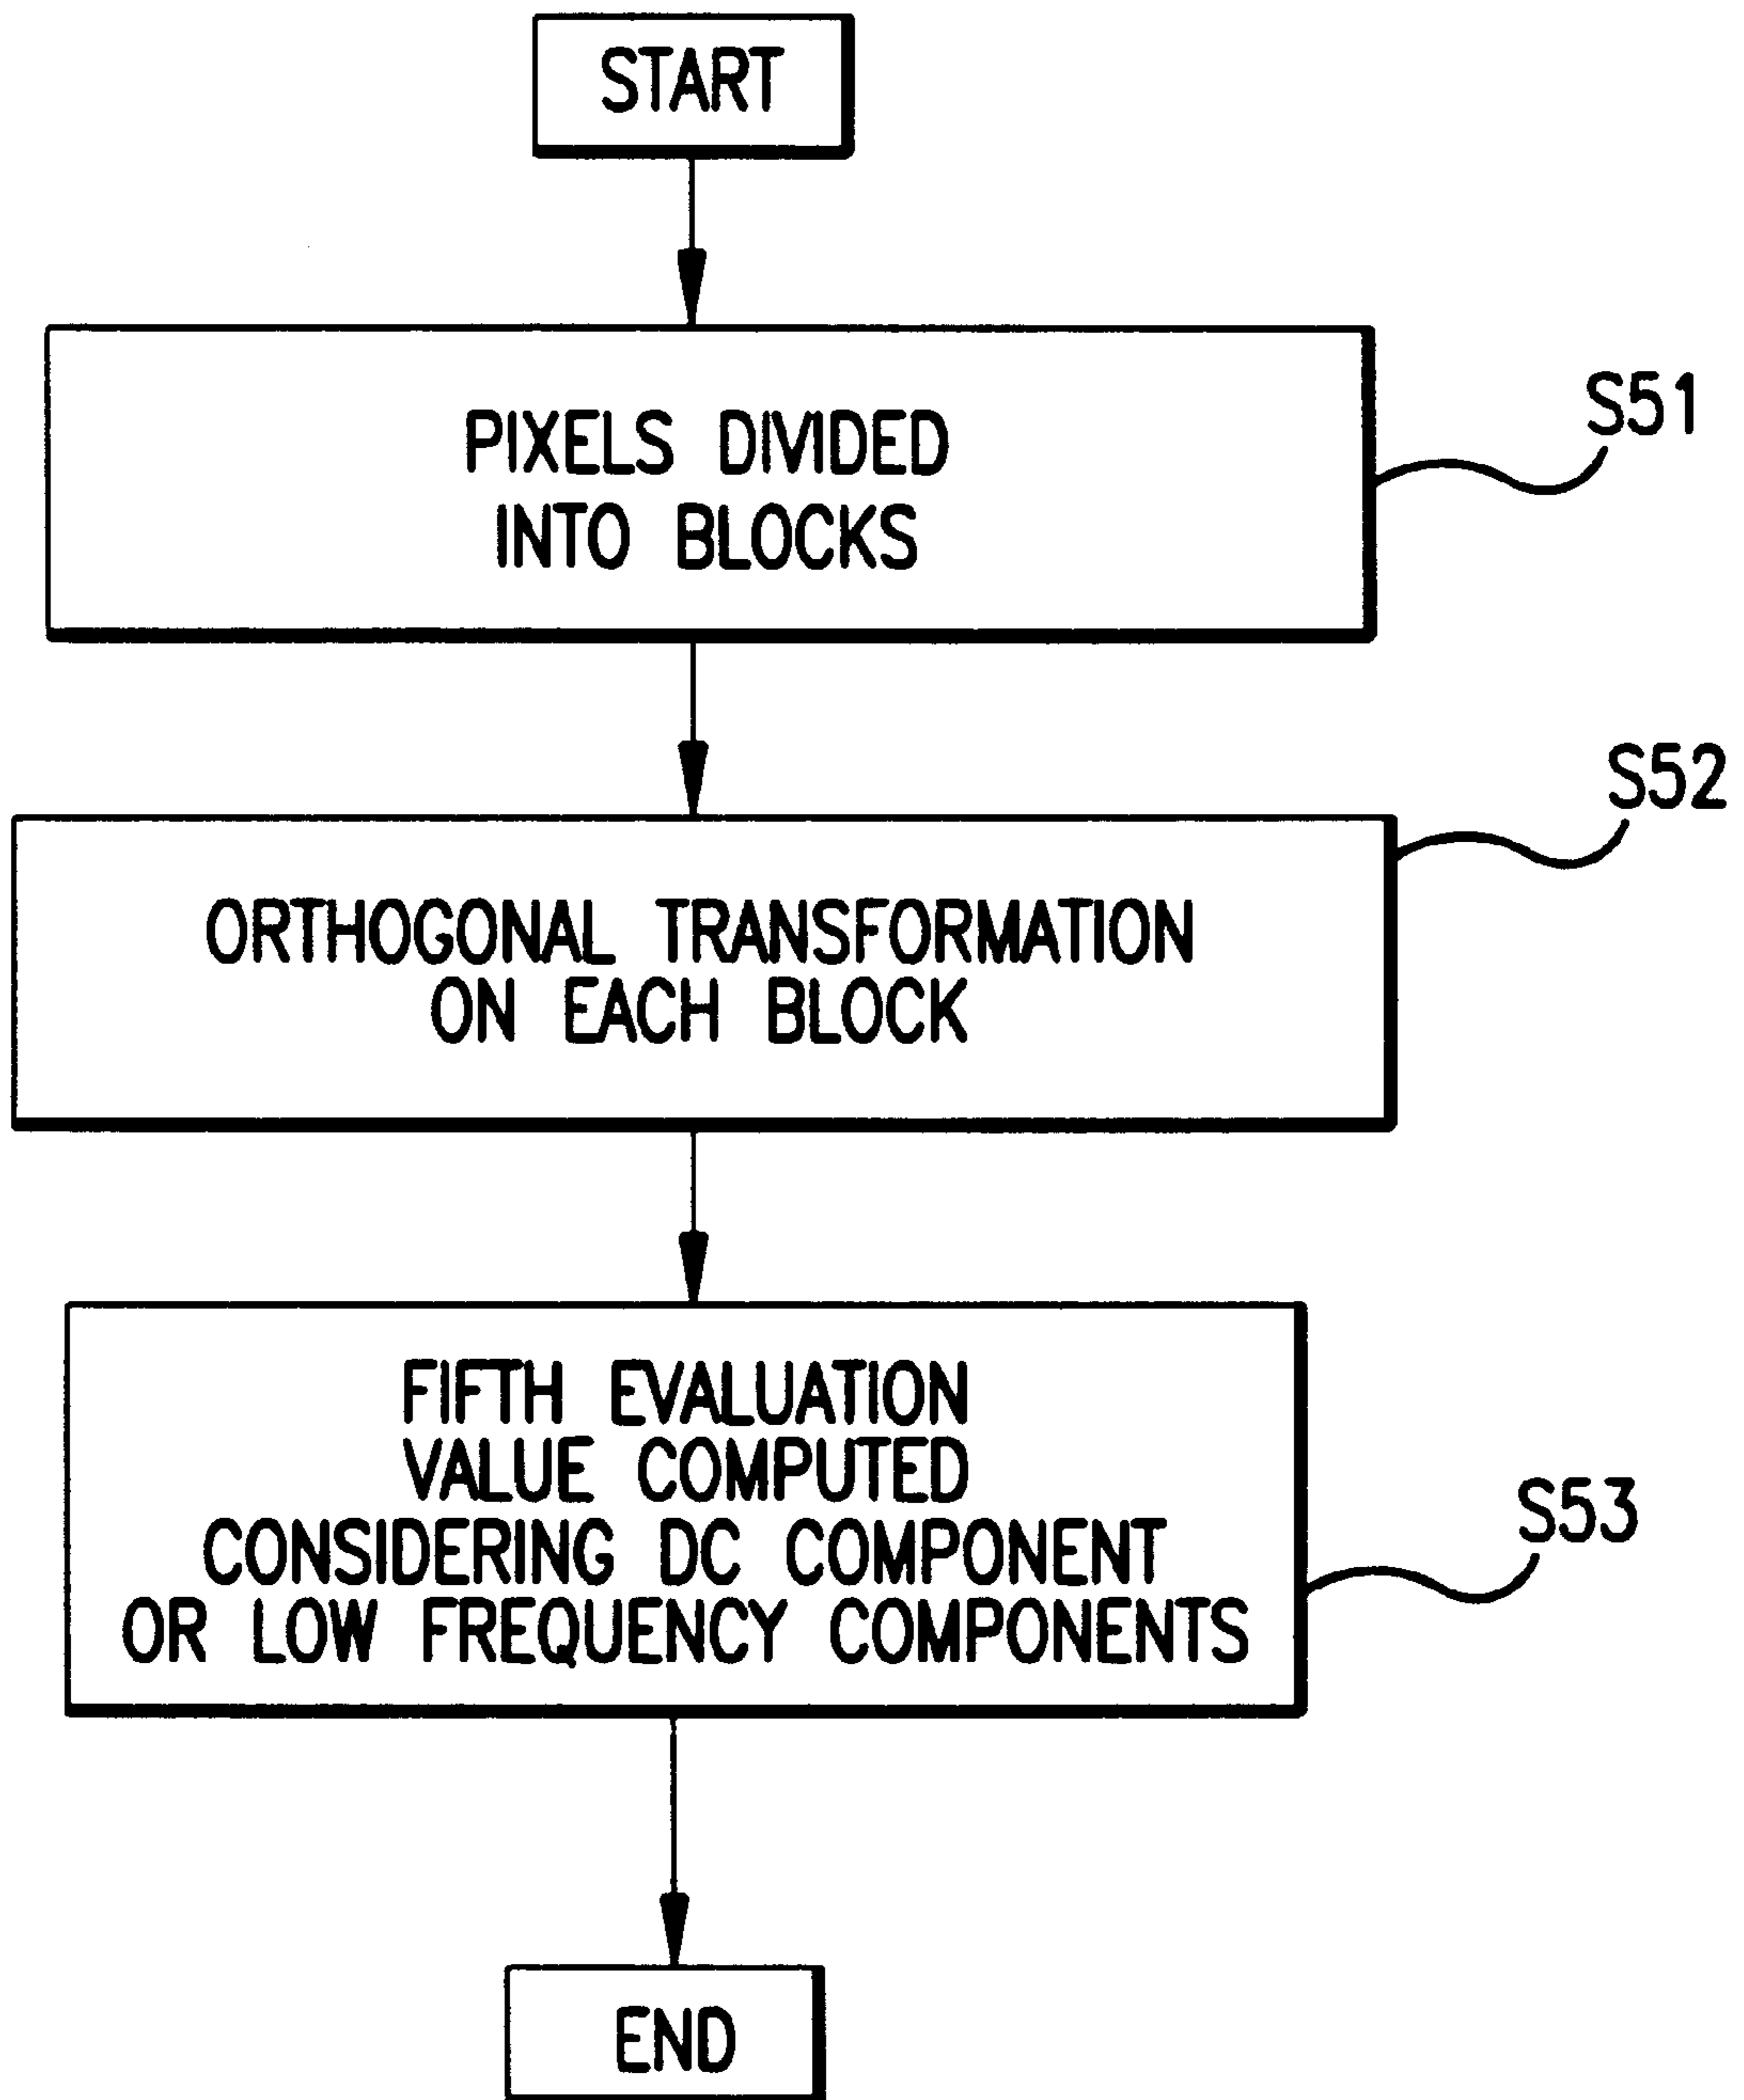 START
PIXELS DIVIDED
INTO BLOCKS
S51
ORTHOGONAL TRANSFORMATION
ON EACH BLOCK
S52
FIFTH EVALUATION
VALUE COMPUTED
CONSIDERING DC COMPONENT
OR LOW FREQUENCY COMPONENTS
S53
END